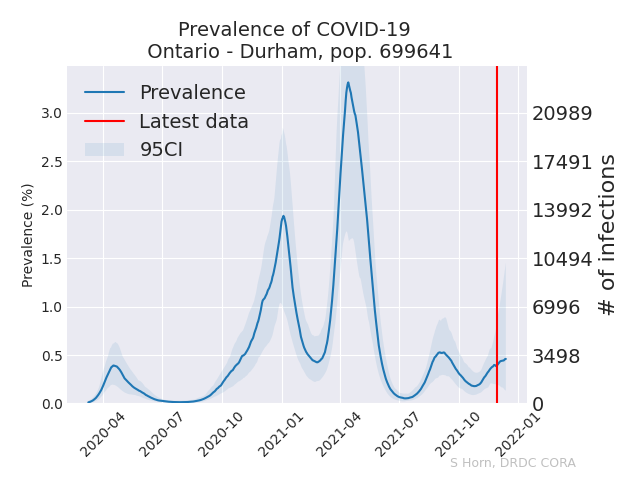 Prevalence of COVID-19
Ontario - Durham, pop. 699641
Prevalence
Latest data
95CI
Prevalence (%)
3.0
2.5
2.0
1.5
1.0
0.5
0.0
20989
17491
13992
10494
6996
3498
0
# of infections
2020-04
2020-07
2020-10
2021-01
2021-04
2021-07
2021-10
2022-01
S Horn, DRDC CORA